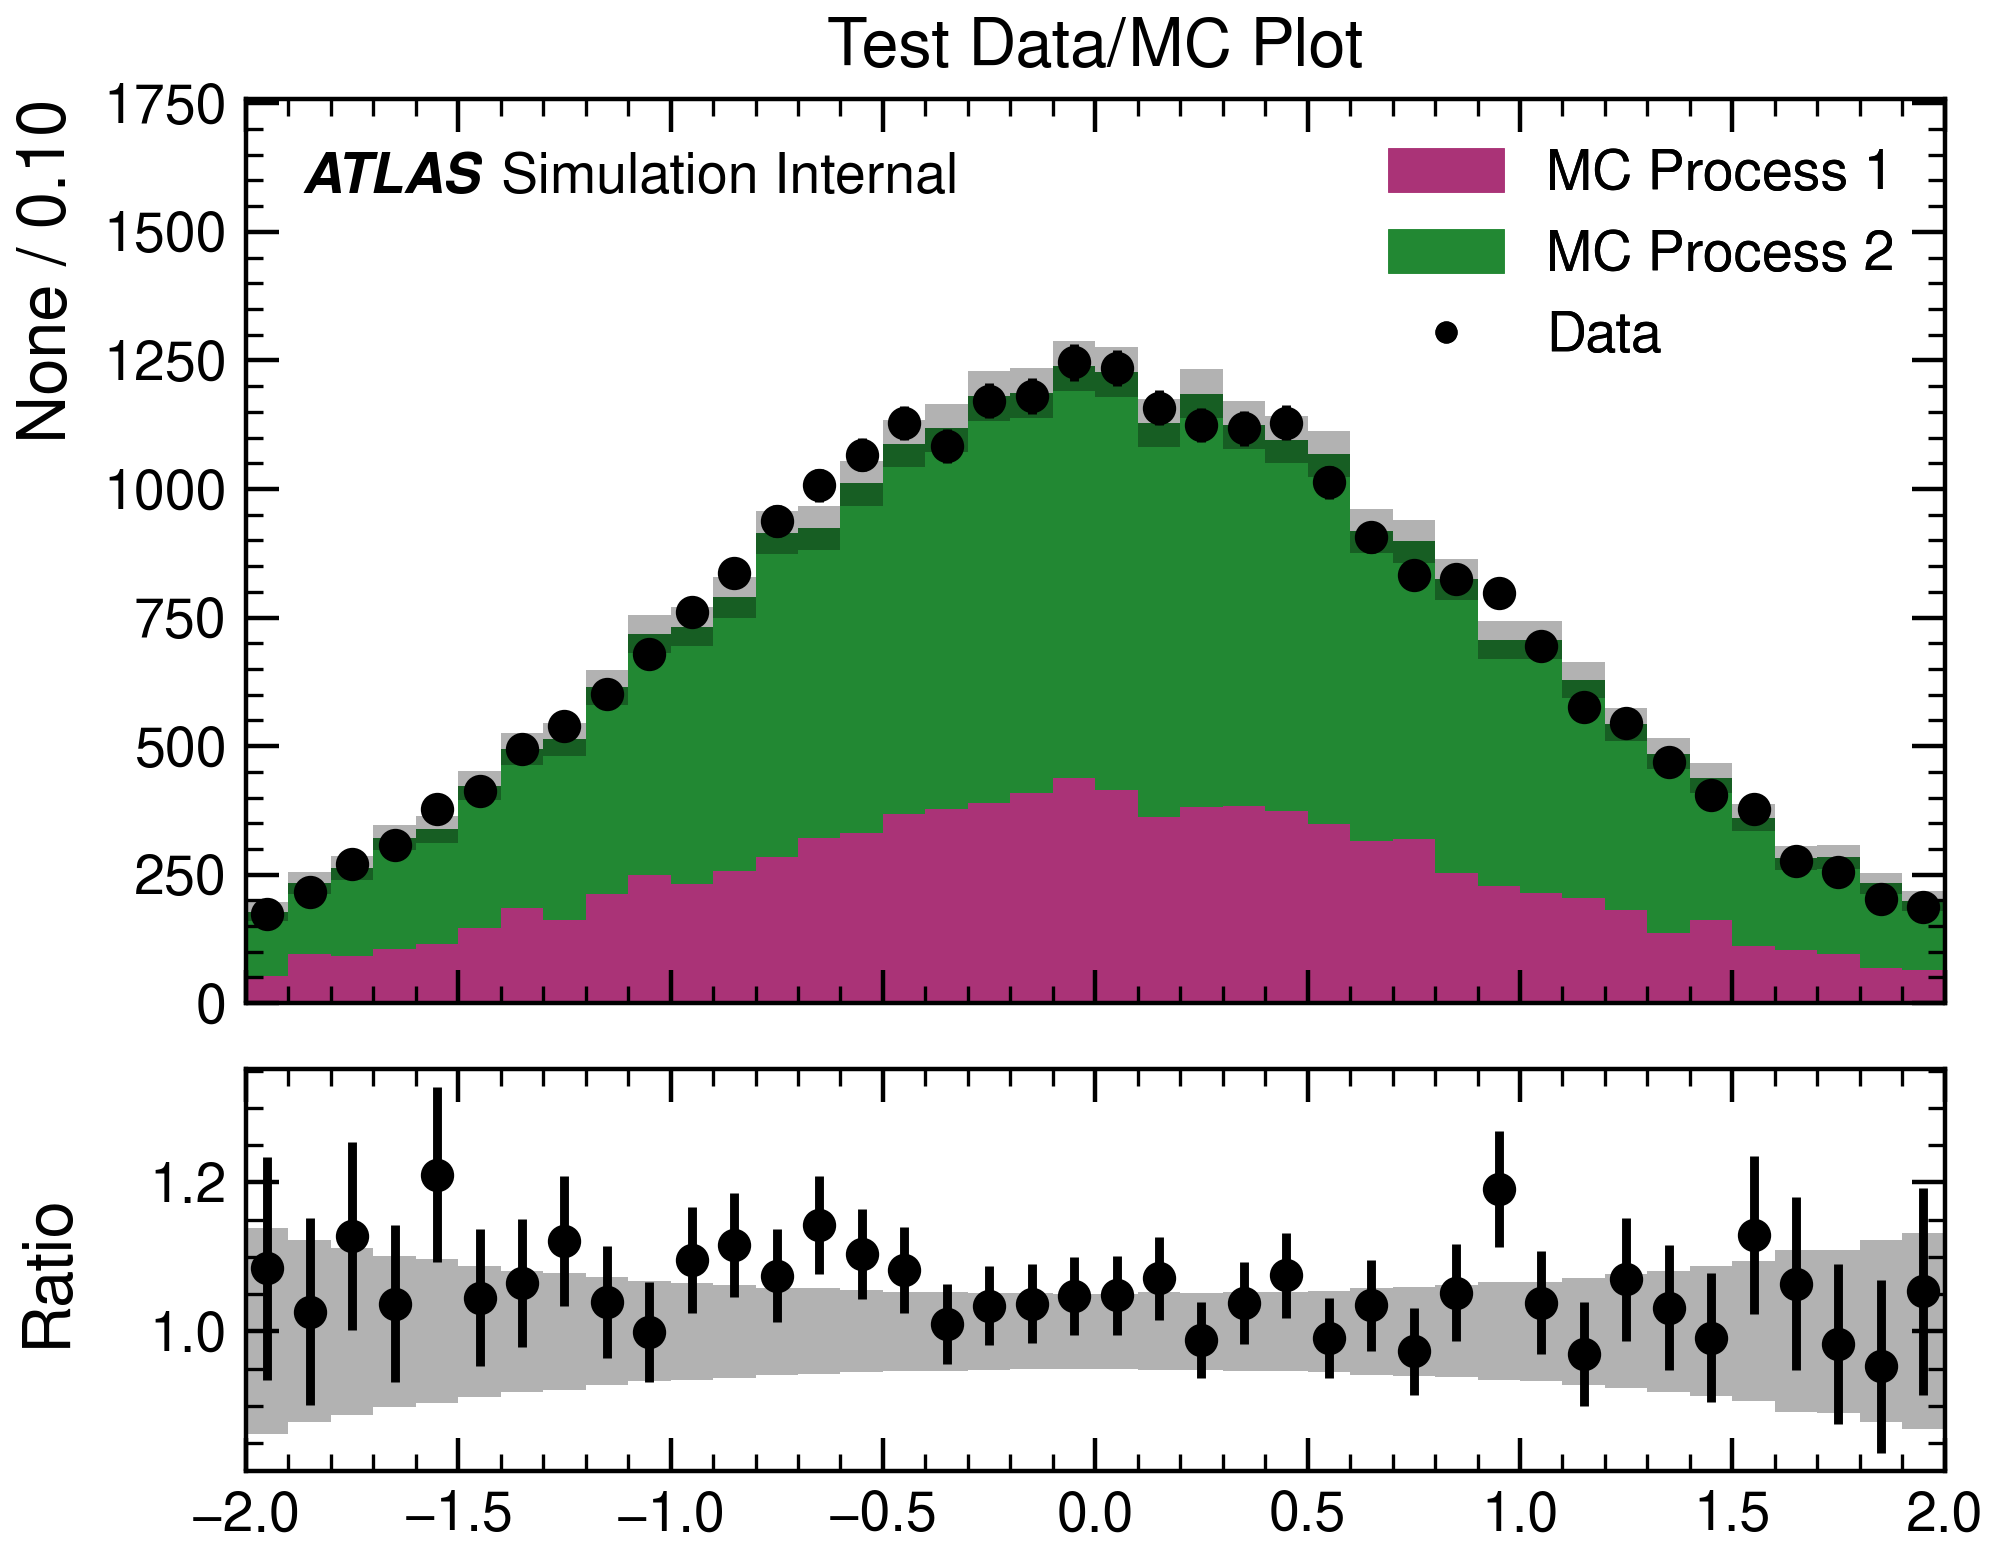 Test Data/MC Plot
None / 0.10
1750
1500
1250
1000
750
500
250
0
ATLAS Simulation Internal
MC Process 1
MC Process 2
Data
Ratio
1.2
1.0
−2.0 −1.5 −1.0 −0.5 0.0 0.5 1.0 1.5 2.0